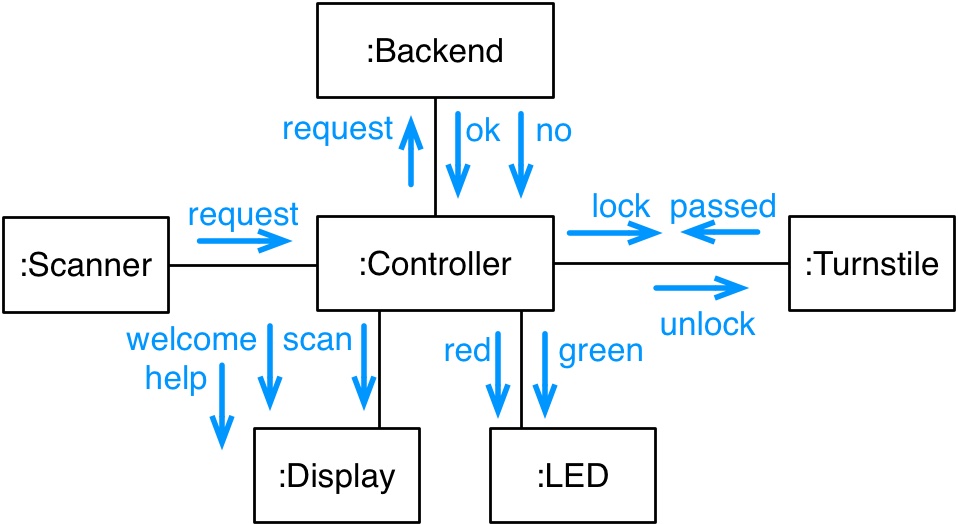 :Backend
request
ok
no
request
lock
passed
:Scanner
:Controller
:Turnstile
unlock
welcome
scan
red
green
help
:Display
:LED